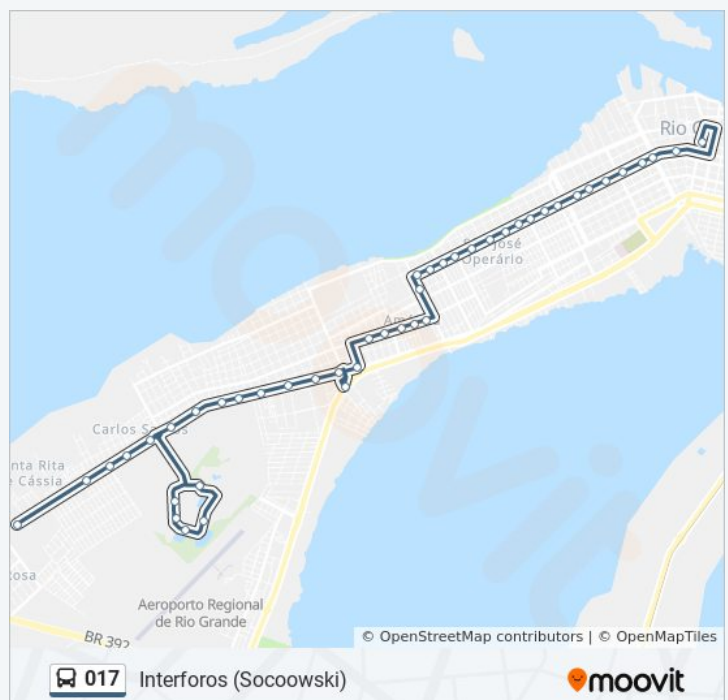 Rio G
São José
Operário
Carlos Santos
Santa Rita
de Cássia
Aeroporto Regional
de Rio Grande
BR 392
© OpenStreetMap contributors | © OpenMapTiles
017 Interforos (Socoowski)
moovit